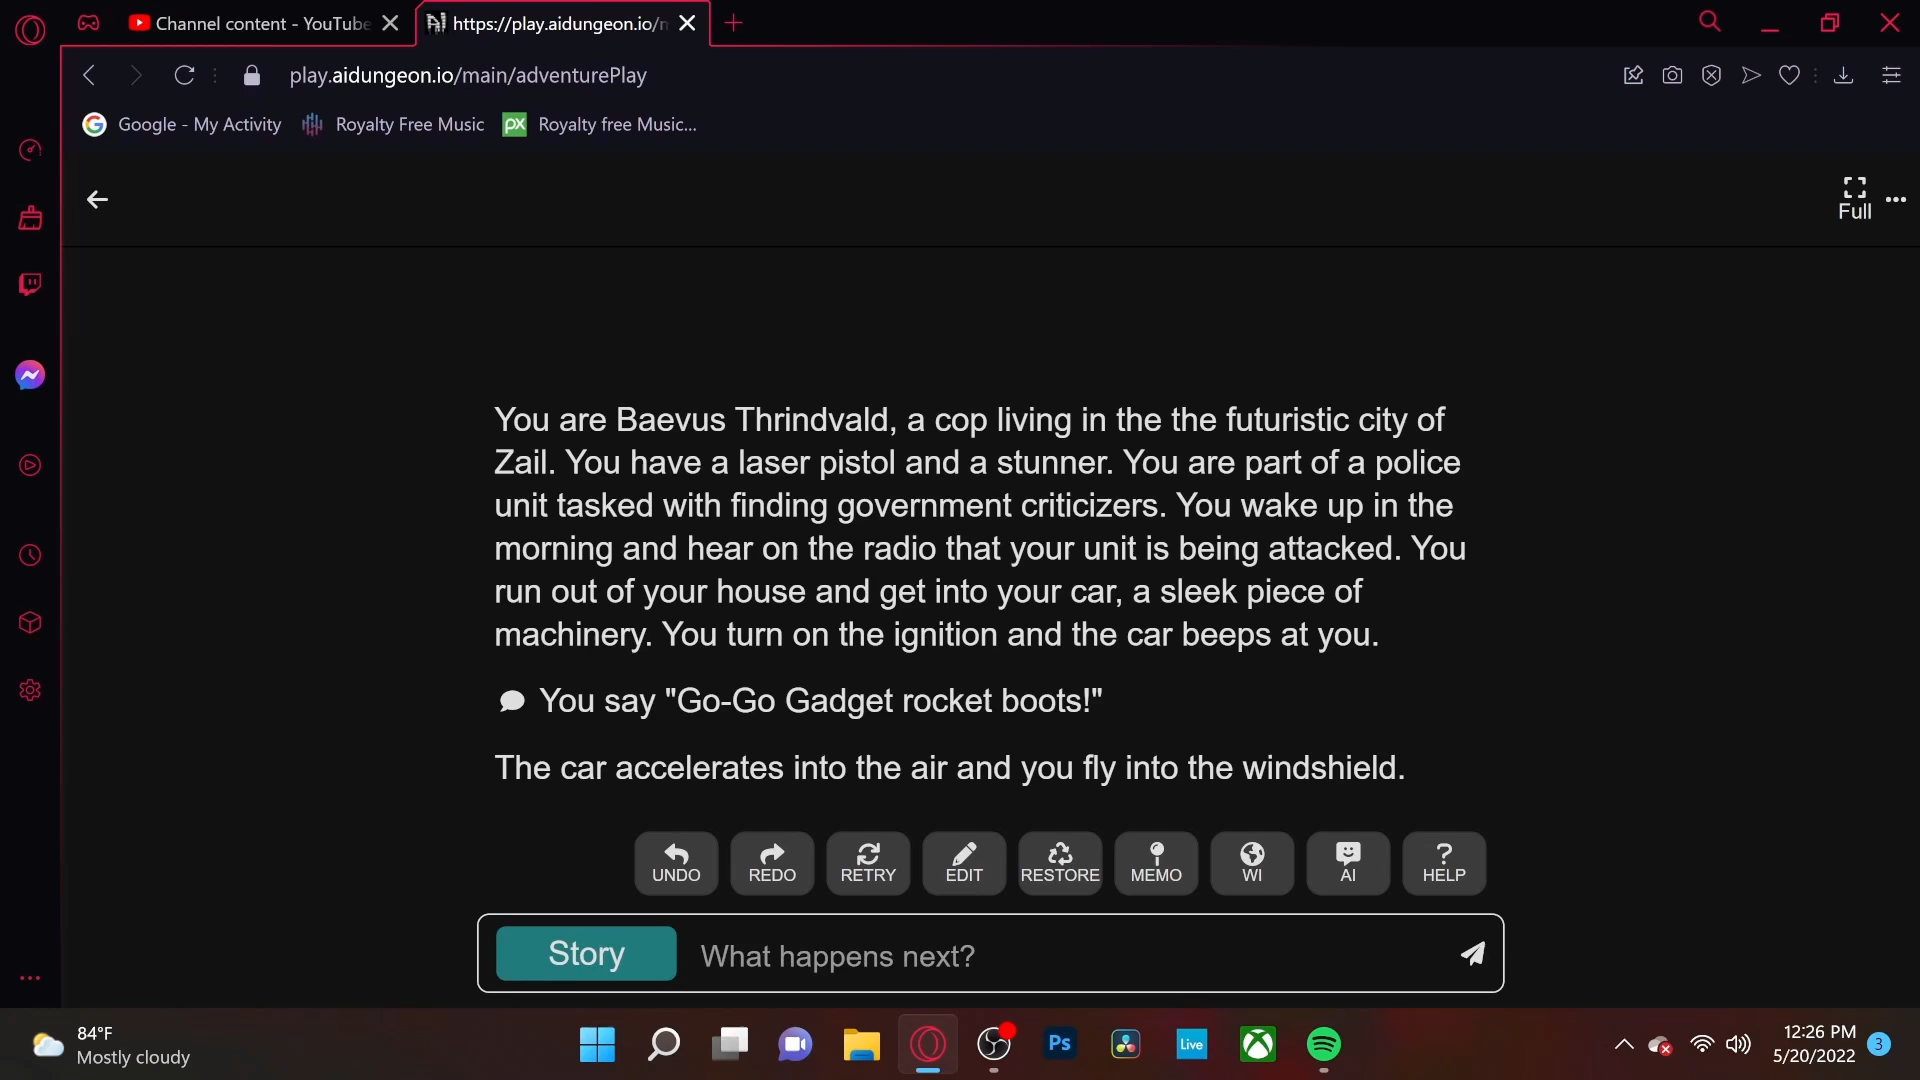 Channel content - YouTube
https://play.aidungeon.io/m
play.aidungeon.io/main/adventurePlay
Google - My Activity
Royalty Free Music
px
Royalty free Music...
Full
You are Baevus Thrindvald, a cop living in the the futuristic city of
Zail. You have a laser pistol and a stunner. You are part of a police
unit tasked with finding government criticizers. You wake up in the
morning and hear on the radio that your unit is being attacked. You
run out of your house and get into your car, a sleek piece of
machinery. You turn on the ignition and the car beeps at you.
You say "Go-Go Gadget rocket boots!"
The car accelerates into the air and you fly into the windshield.
UNDO
REDO
RETRY
EDIT
RESTORE
MEMO
WI
AI
HELP
Story
What happens next?
84°F
Mostly cloudy
Ps
Live
12:26 PM
5/20/2022
3